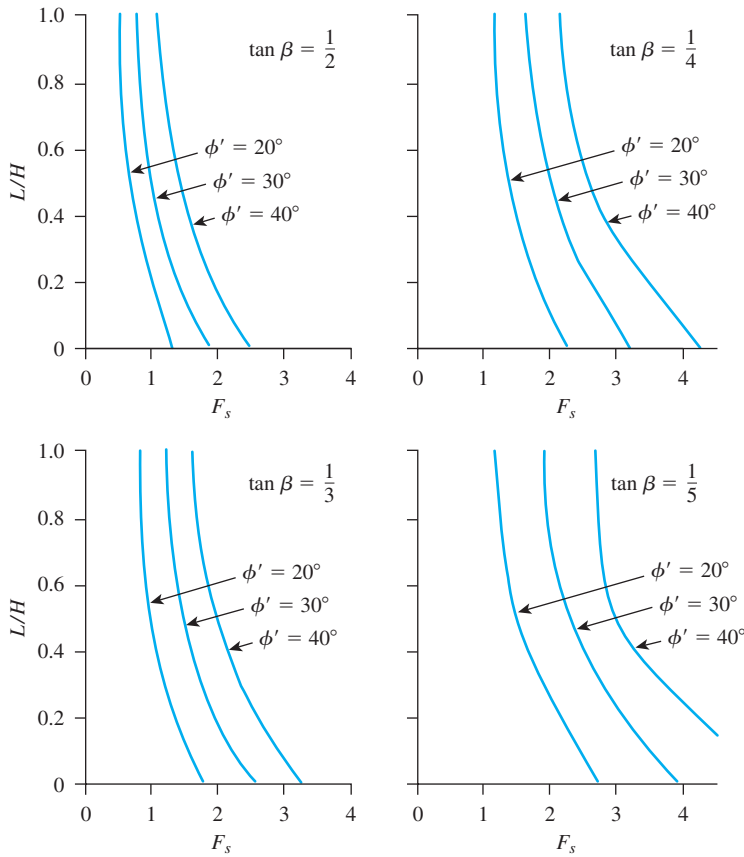 1.0
0.8
0.6
0.4
0.2
0
L/H
0 1 2 3 4
F_s
tan β = 1/2
ϕ′ = 20°
ϕ′ = 30°
ϕ′ = 40°
0 1 2 3 4
F_s
tan β = 1/4
ϕ′ = 20°
ϕ′ = 30°
ϕ′ = 40°
1.0
0.8
0.6
0.4
0.2
0
L/H
0 1 2 3 4
F_s
tan β = 1/3
ϕ′ = 20°
ϕ′ = 30°
ϕ′ = 40°
0 1 2 3 4
F_s
tan β = 1/5
ϕ′ = 20°
ϕ′ = 30°
ϕ′ = 40°